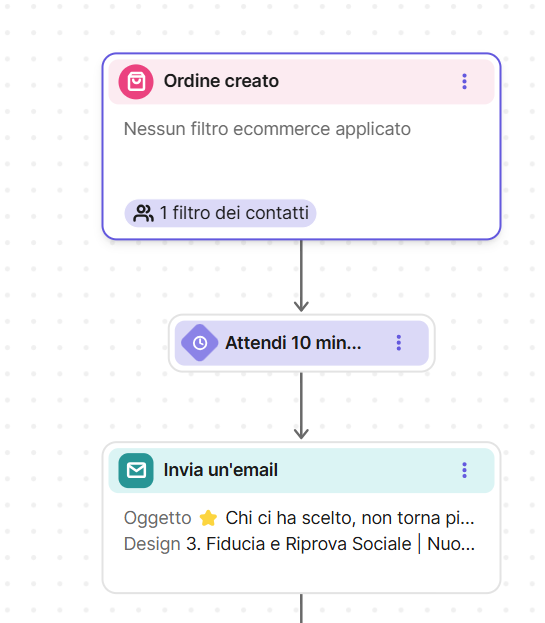 Ordine creato
Nessun filtro ecommerce applicato
1 filtro dei contatti
Attendi 10 min...
Invia un'email
Oggetto ⭐ Chi ci ha scelto, non torna pi...
Design 3. Fiducia e Riprova Sociale | Nuo...